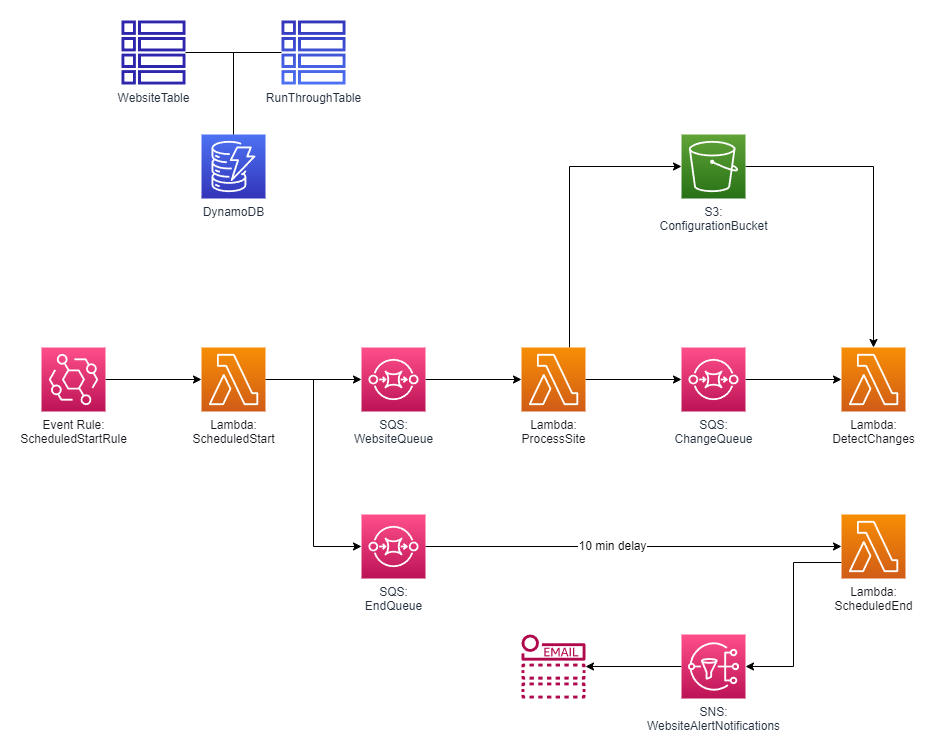 WebsiteTable
RunThroughTable
DynamoDB
S3:
ConfigurationBucket
Event Rule:
ScheduledStartRule
Lambda:
ScheduledStart
SQS:
WebsiteQueue
Lambda:
ProcessSite
SQS:
ChangeQueue
Lambda:
DetectChanges
SQS:
EndQueue
10 min delay
Lambda:
ScheduledEnd
EMAIL
SNS:
WebsiteAlertNotifications